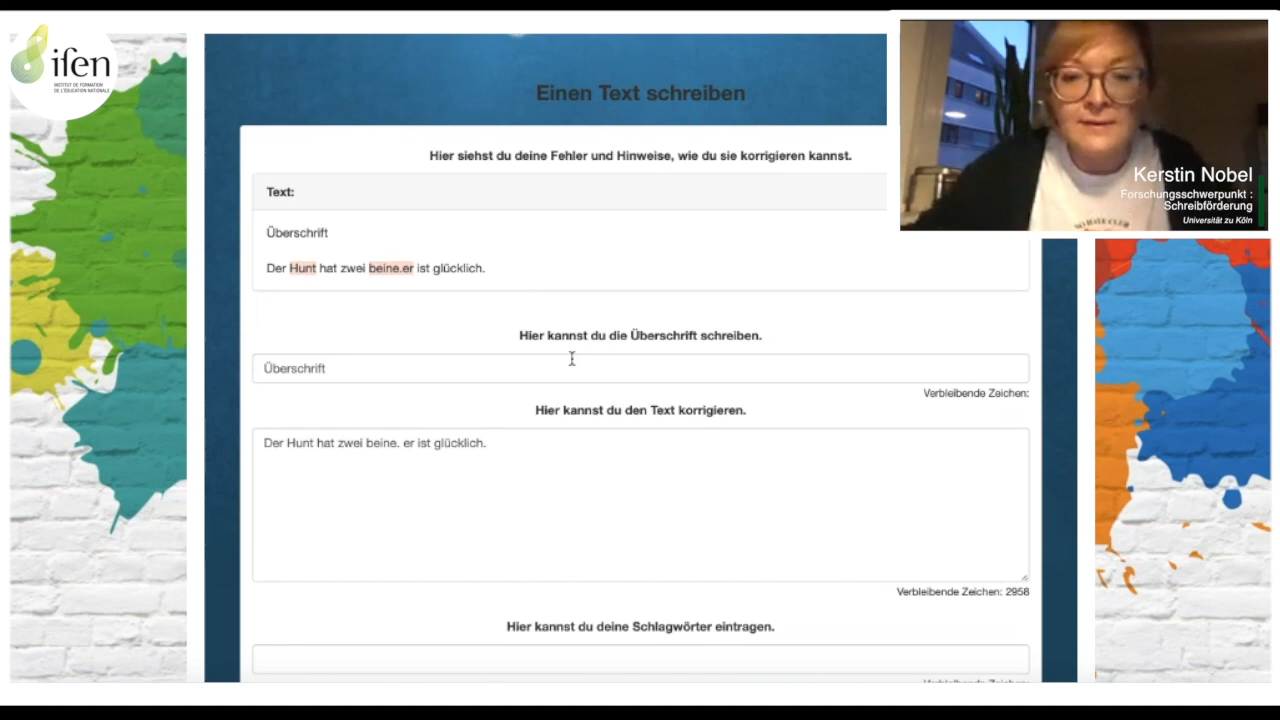 ifen
INSTITUT DE FORMATION
DE L'ÉDUCATION NATIONALE
Kerstin Nobel
Forschungsschwerpunkt :
Schreibförderung
Universität zu Köln
Einen Text schreiben
Hier siehst du deine Fehler und Hinweise, wie du sie korrigieren kannst.
Text:
Überschrift
Der Hunt hat zwei beine.er ist glücklich.
Hier kannst du die Überschrift schreiben.
Überschrift
Verbleibende Zeichen:
Hier kannst du den Text korrigieren.
Der Hunt hat zwei beine. er ist glücklich.
Verbleibende Zeichen: 2958
Hier kannst du deine Schlagwörter eintragen.